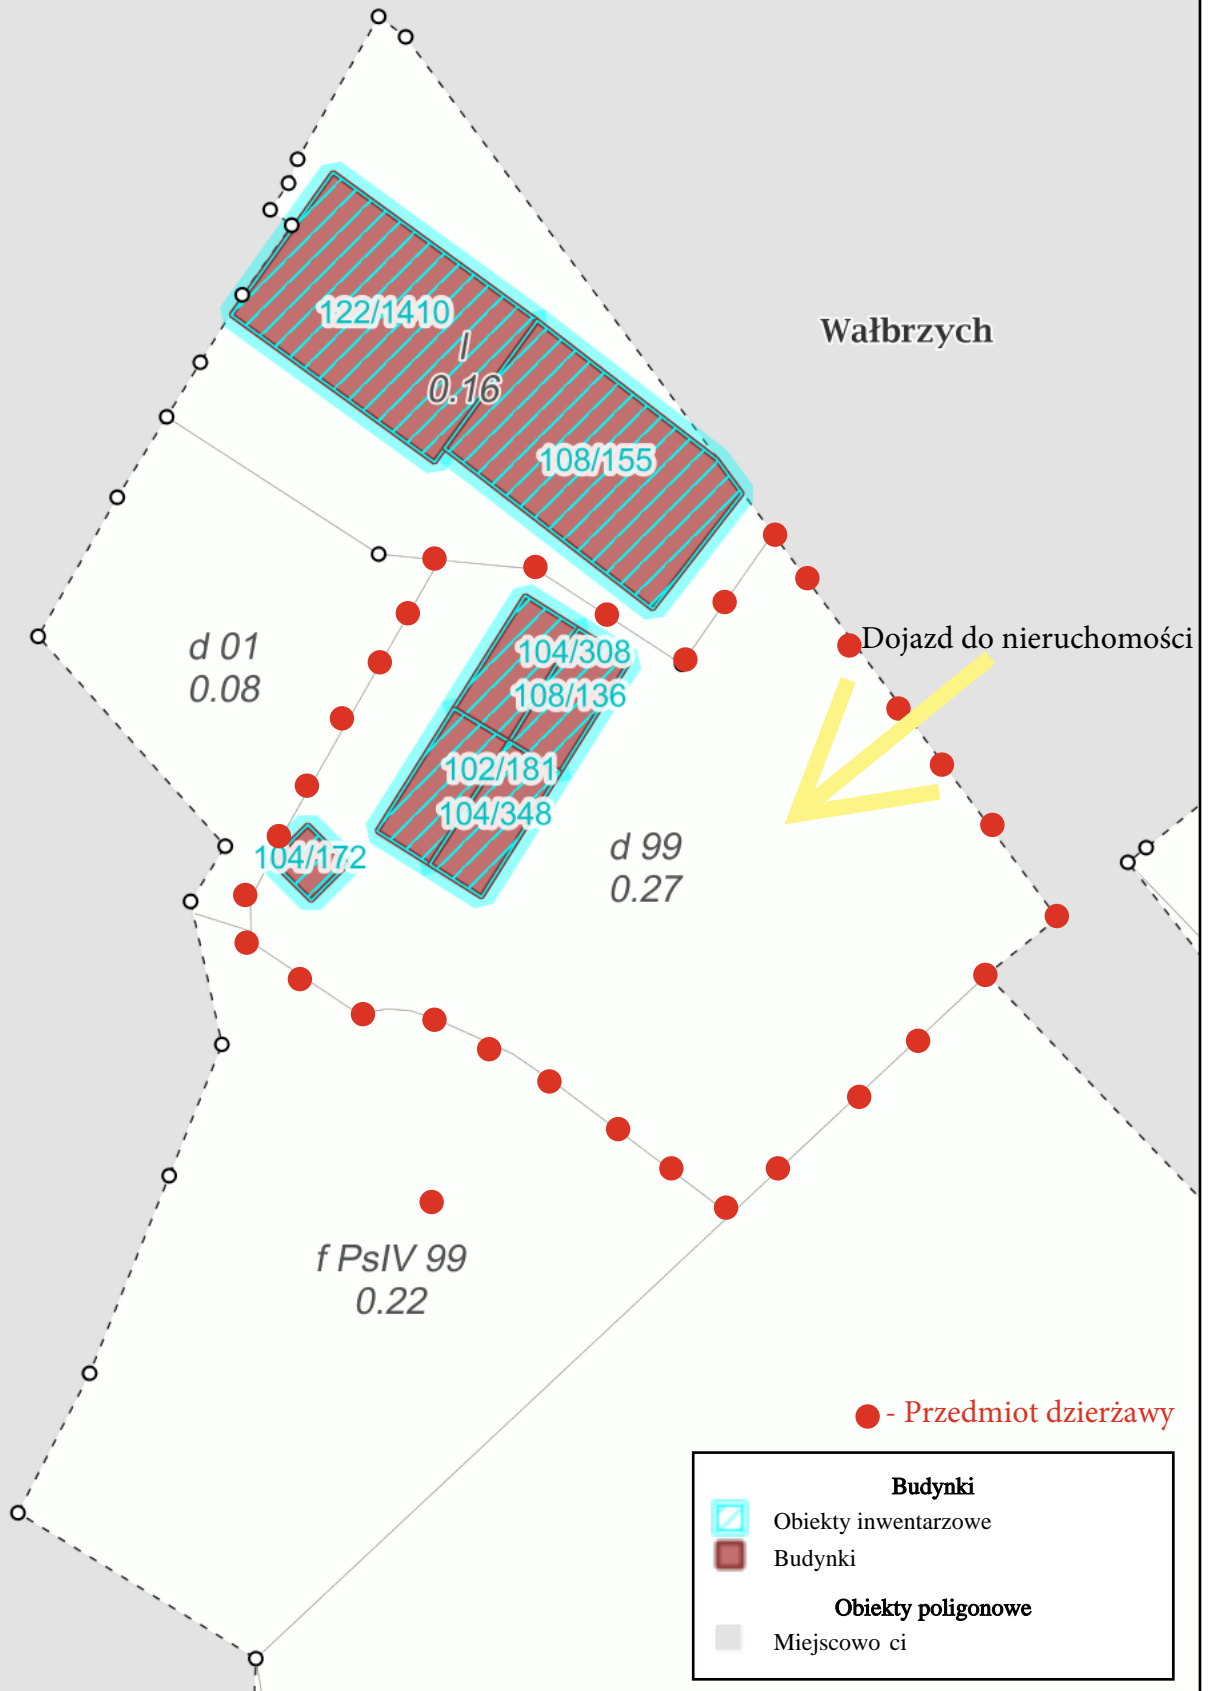 122/1410
l
0.16
Wałbrzych
108/155
d 01
0.08
104/308
108/136
Dojazd do nieruchomości
102/181
104/348
104/172
d 99
0.27
f PsIV 99
0.22
- Przedmiot dzierżawy
Budynki
Obiekty inwentarzowe
Budynki
Obiekty poligonowe
Miejscowo ci